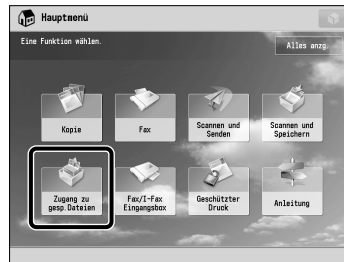 Hauptmenü
Eine Funktion wählen.
Alles anzg.
Kopie
Fax
Scannen und
Senden
Scannen und
Speichern
Zugang zu
gesp.Dateien
Fax/I-Fax
Eingangsbox
Geschützter
Druck
Anleitung